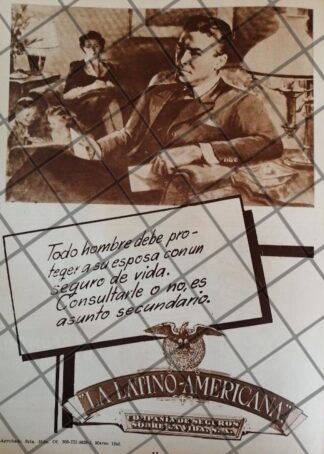 Todo hombre debe pro-
teger a su esposa con un
seguro de vida.
Consultarle o no, es
asunto secundario.
"LA LATINO-AMERICANA"
COMPAÑIA DE SEGUROS
SOBRE LA VIDA, S.A.